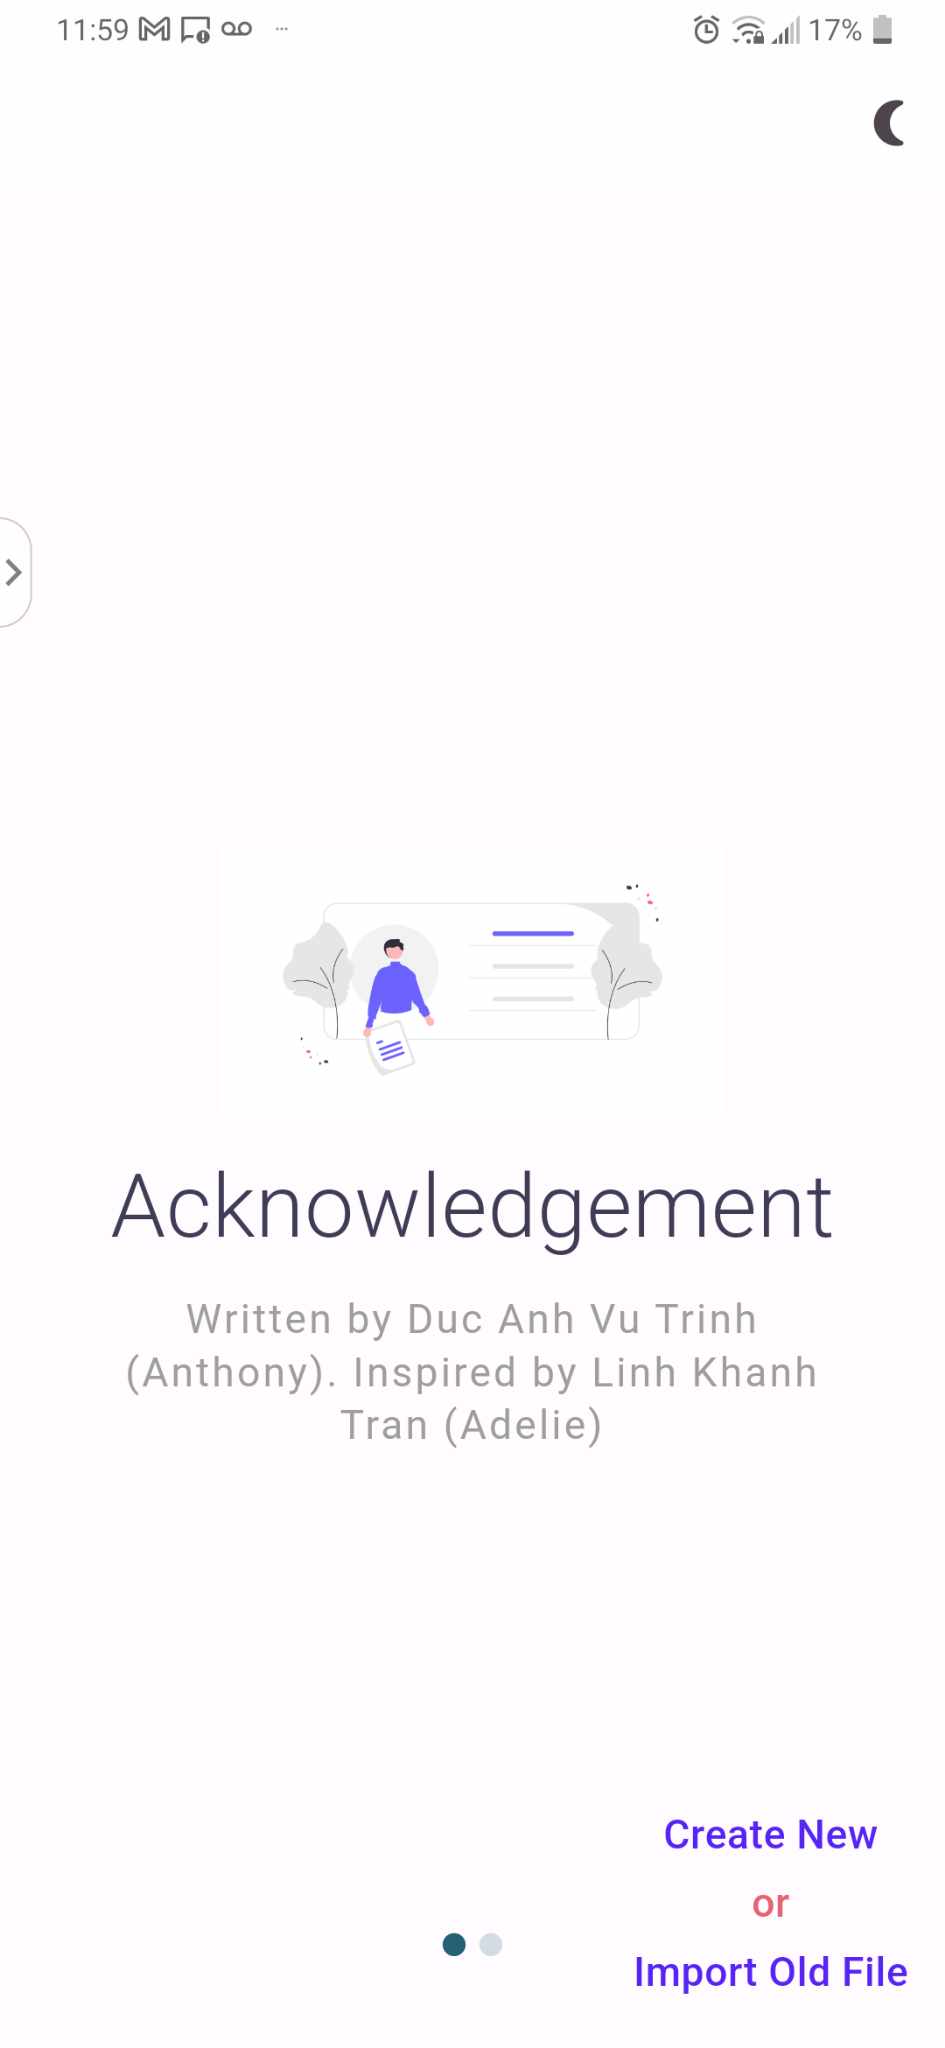 11:59
17%
Acknowledgement
Written by Duc Anh Vu Trinh
(Anthony). Inspired by Linh Khanh
Tran (Adelie)
Create New
or
Import Old File